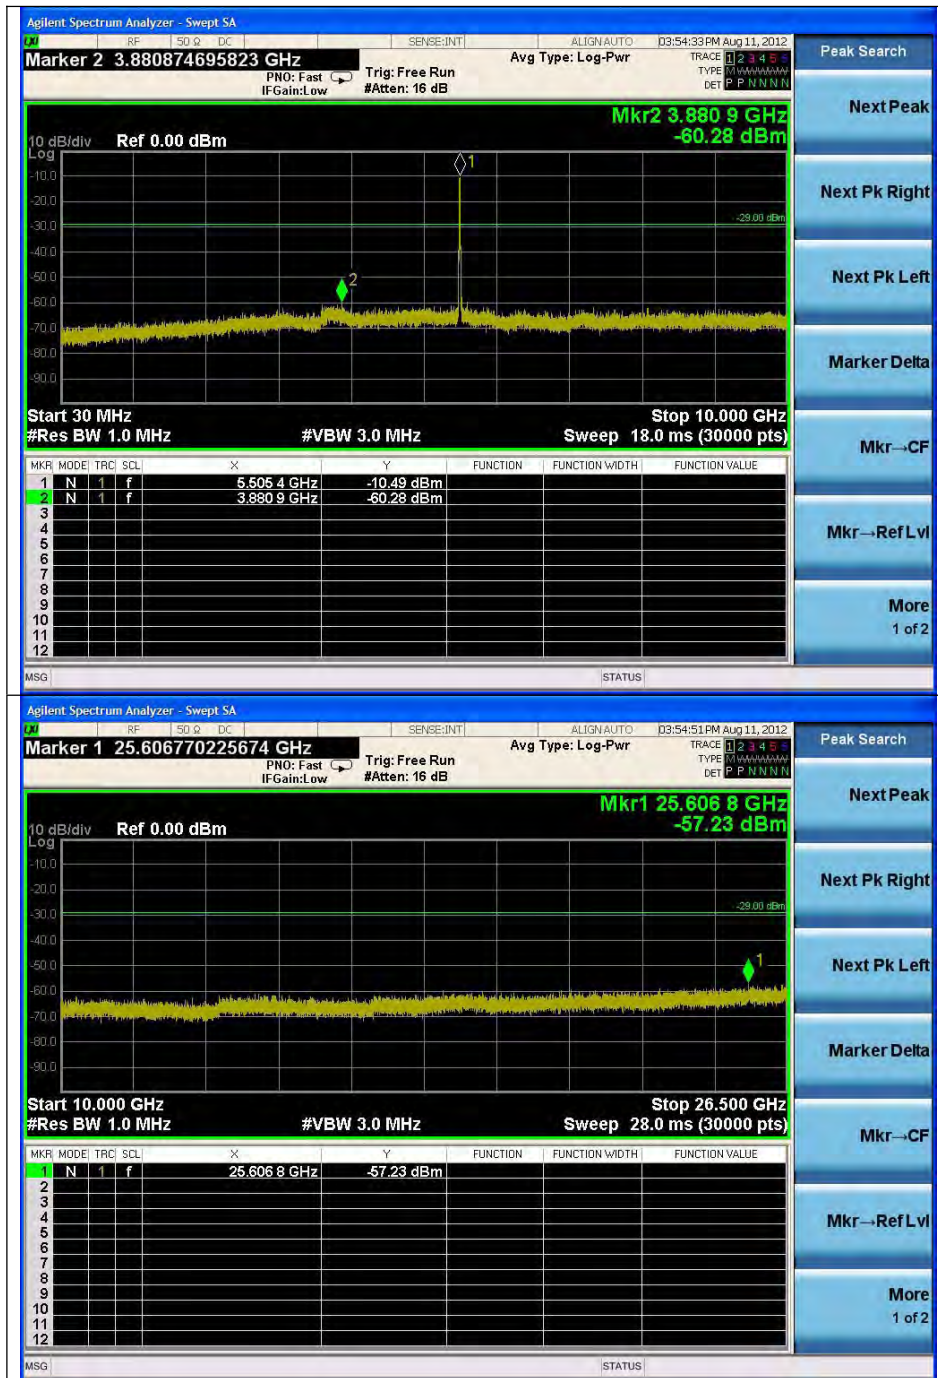 Agilent Spectrum Analyzer - Swept SA
LXI RF 50 Ω DC SENSE:INT ALIGN AUTO 03:54:33 PM Aug 11, 2012
Marker 2 3.880874695823 GHz
PNO: Fast
IFGain:Low
Trig: Free Run
#Atten: 16 dB
Avg Type: Log-Pwr
TRACE 1 2 3 4 5 6
TYPE M W W W W W
DET P P N N N N
Mkr2 3.880 9 GHz
-60.28 dBm
10 dB/div Ref 0.00 dBm
Log
-10.0
-20.0
-30.0
-40.0
-50.0
-60.0
-70.0
-80.0
-90.0
1
-29.00 dBm
2
Start 30 MHz Stop 10.000 GHz
#Res BW 1.0 MHz #VBW 3.0 MHz Sweep 18.0 ms (30000 pts)
MKR MODE TRC SCL X Y FUNCTION FUNCTION WIDTH FUNCTION VALUE
1 N 1 f 5.505 4 GHz -10.49 dBm
2 N 1 f 3.880 9 GHz -60.28 dBm
3
4
5
6
7
8
9
10
11
12
MSG STATUS
Peak Search
Next Peak
Next Pk Right
Next Pk Left
Marker Delta
Mkr→CF
Mkr→Ref Lvl
More
1 of 2
Agilent Spectrum Analyzer - Swept SA
LXI RF 50 Ω DC SENSE:INT ALIGN AUTO 03:54:51 PM Aug 11, 2012
Marker 1 25.606770225674 GHz
PNO: Fast
IFGain:Low
Trig: Free Run
#Atten: 16 dB
Avg Type: Log-Pwr
TRACE 1 2 3 4 5 6
TYPE M W W W W W
DET P P N N N N
Mkr1 25.606 8 GHz
-57.23 dBm
10 dB/div Ref 0.00 dBm
Log
-10.0
-20.0
-30.0
-40.0
-50.0
-60.0
-70.0
-80.0
-90.0
-29.00 dBm
1
Start 10.000 GHz Stop 26.500 GHz
#Res BW 1.0 MHz #VBW 3.0 MHz Sweep 28.0 ms (30000 pts)
MKR MODE TRC SCL X Y FUNCTION FUNCTION WIDTH FUNCTION VALUE
1 N 1 f 25.606 8 GHz -57.23 dBm
2
3
4
5
6
7
8
9
10
11
12
MSG STATUS
Peak Search
Next Peak
Next Pk Right
Next Pk Left
Marker Delta
Mkr→CF
Mkr→Ref Lvl
More
1 of 2